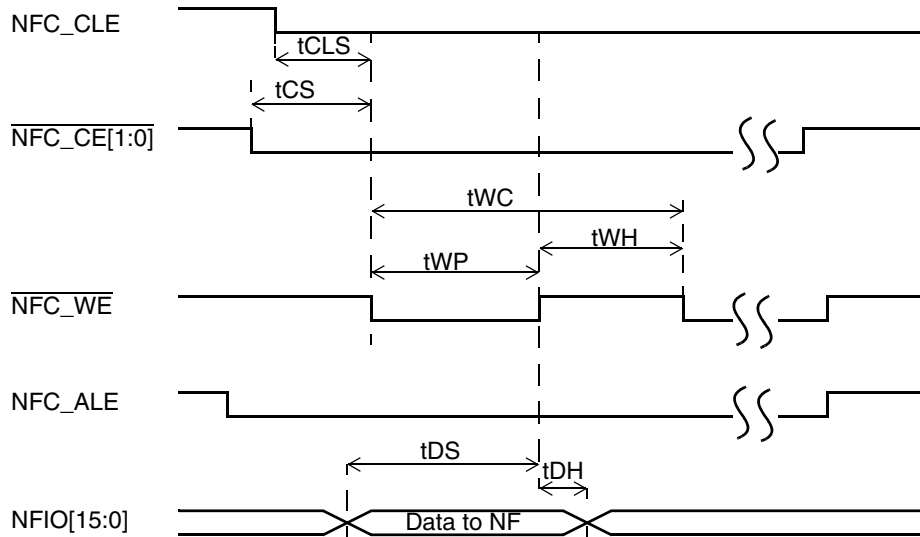 NFC_CLE
tCLS
tCS
NFC_CE[1:0]
tWC
tWH
tWP
NFC_WE
NFC_ALE
tDS
tDH
NFIO[15:0]
Data to NF